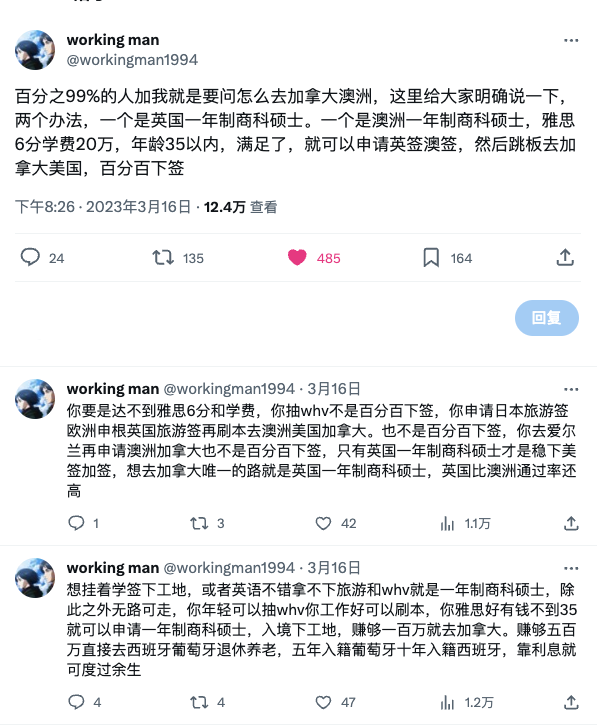 working man
@workingman1994
百分之99%的人加我就是要问怎么去加拿大澳洲，这里给大家明确说一下，
两个办法，一个是英国一年制商科硕士。一个是澳洲一年制商科硕士，雅思
6分学费20万，年龄35以内，满足了，就可以申请英签澳签，然后跳板去加
拿大美国，百分百下签
下午8:26 · 2023年3月16日 · 12.4万 查看
24 135 485 164
回复
working man @workingman1994 · 3月16日
你要是达不到雅思6分和学费，你抽whv不是百分百下签，你申请日本旅游签
欧洲申根英国旅游签再刷本去澳洲美国加拿大。也不是百分百下签，你去爱尔
兰再申请澳洲加拿大也不是百分百下签，只有英国一年制商科硕士才是稳下美
签加签，想去加拿大唯一的路就是英国一年制商科硕士，英国比澳洲通过率还
高
1 3 42 1.1万
working man @workingman1994 · 3月16日
想挂着学签下工地，或者英语不错拿不下旅游和whv就是一年制商科硕士，除
此之外无路可走，你年轻可以抽whv你工作好可以刷本，你雅思好有钱不到35
就可以申请一年制商科硕士，入境下工地，赚够一百万就去加拿大。赚够五百
万直接去西班牙葡萄牙退休养老，五年入籍葡萄牙十年入籍西班牙，靠利息就
可度过余生
4 4 47 1.2万